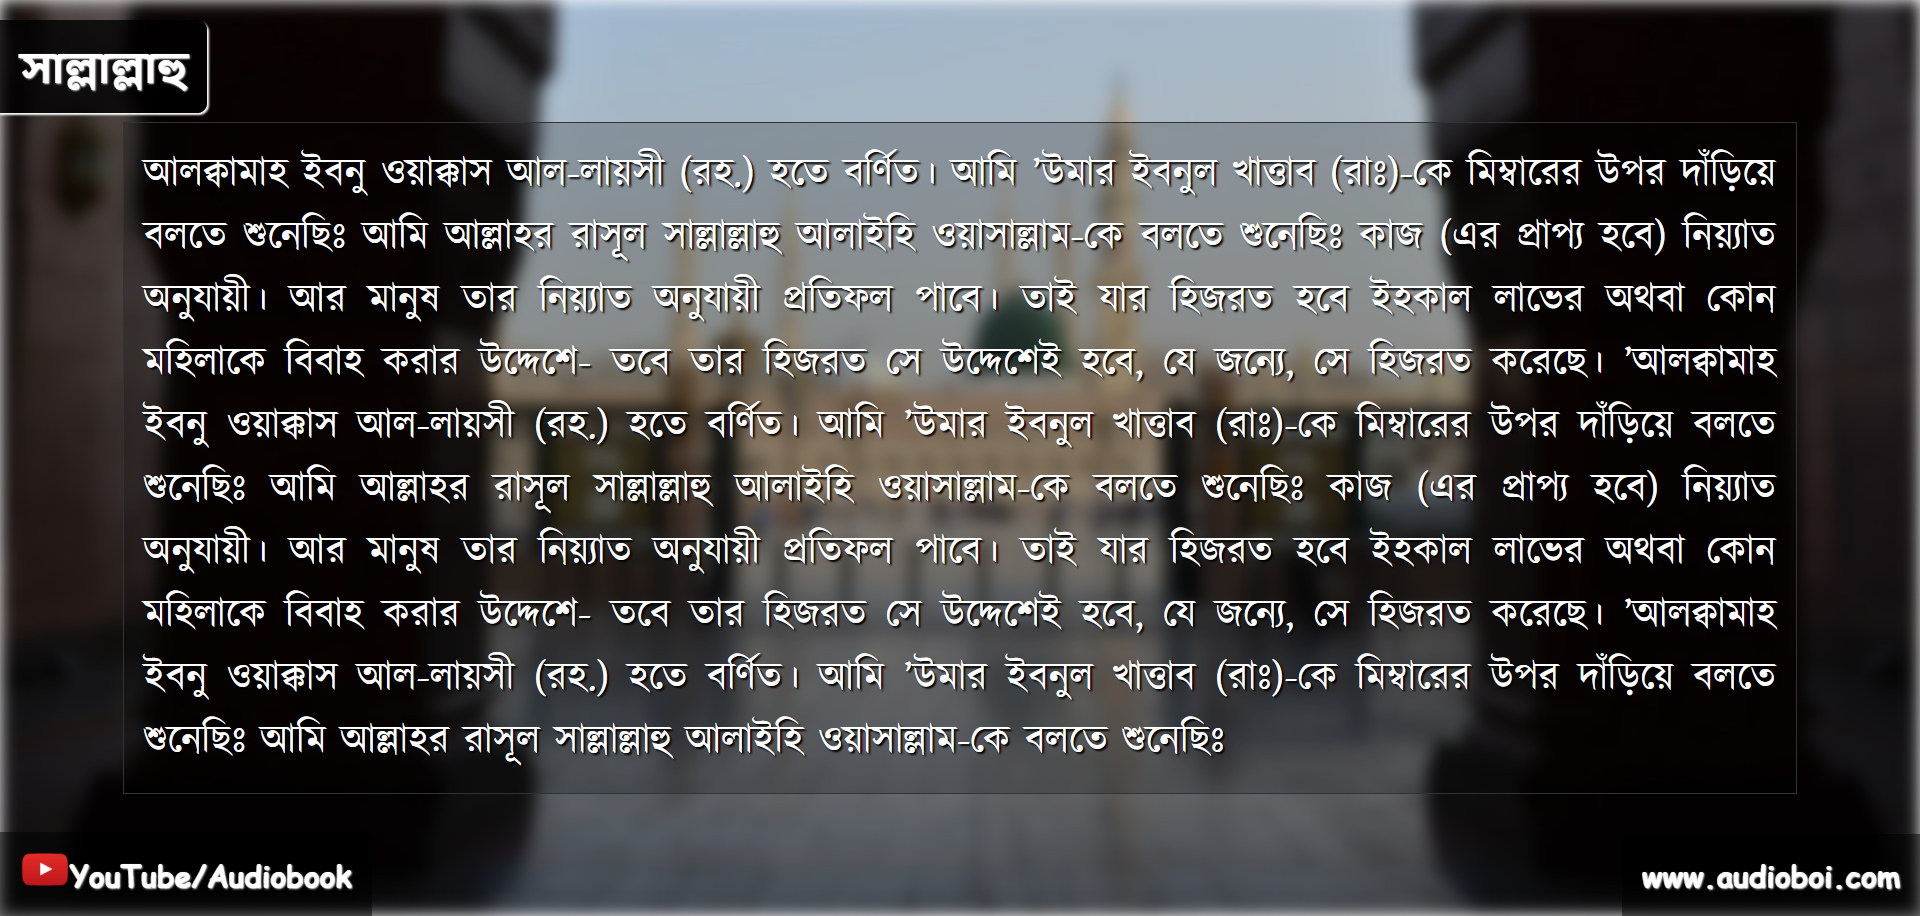 সাল্লাল্লাহু
আলক্বামাহ ইবনু ওয়াক্কাস আল-লায়সী (রহ.) হতে বর্ণিত। আমি ’উমার ইবনুল খাত্তাব (রাঃ)-কে মিম্বারের উপর দাঁড়িয়ে
বলতে শুনেছিঃ আমি আল্লাহর রাসূল সাল্লাল্লাহু আলাইহি ওয়াসাল্লাম-কে বলতে শুনেছিঃ কাজ (এর প্রাপ্য হবে) নিয়্যাত
অনুযায়ী। আর মানুষ তার নিয়্যাত অনুযায়ী প্রতিফল পাবে। তাই যার হিজরত হবে ইহকাল লাভের অথবা কোন
মহিলাকে বিবাহ করার উদ্দেশে- তবে তার হিজরত সে উদ্দেশেই হবে, যে জন্যে, সে হিজরত করেছে। ’আলক্বামাহ
ইবনু ওয়াক্কাস আল-লায়সী (রহ.) হতে বর্ণিত। আমি ’উমার ইবনুল খাত্তাব (রাঃ)-কে মিম্বারের উপর দাঁড়িয়ে বলতে
শুনেছিঃ আমি আল্লাহর রাসূল সাল্লাল্লাহু আলাইহি ওয়াসাল্লাম-কে বলতে শুনেছিঃ কাজ (এর প্রাপ্য হবে) নিয়্যাত
অনুযায়ী। আর মানুষ তার নিয়্যাত অনুযায়ী প্রতিফল পাবে। তাই যার হিজরত হবে ইহকাল লাভের অথবা কোন
মহিলাকে বিবাহ করার উদ্দেশে- তবে তার হিজরত সে উদ্দেশেই হবে, যে জন্যে, সে হিজরত করেছে। ’আলক্বামাহ
ইবনু ওয়াক্কাস আল-লায়সী (রহ.) হতে বর্ণিত। আমি ’উমার ইবনুল খাত্তাব (রাঃ)-কে মিম্বারের উপর দাঁড়িয়ে বলতে
শুনেছিঃ আমি আল্লাহর রাসূল সাল্লাল্লাহু আলাইহি ওয়াসাল্লাম-কে বলতে শুনেছিঃ
YouTube/Audiobook
www.audioboi.com